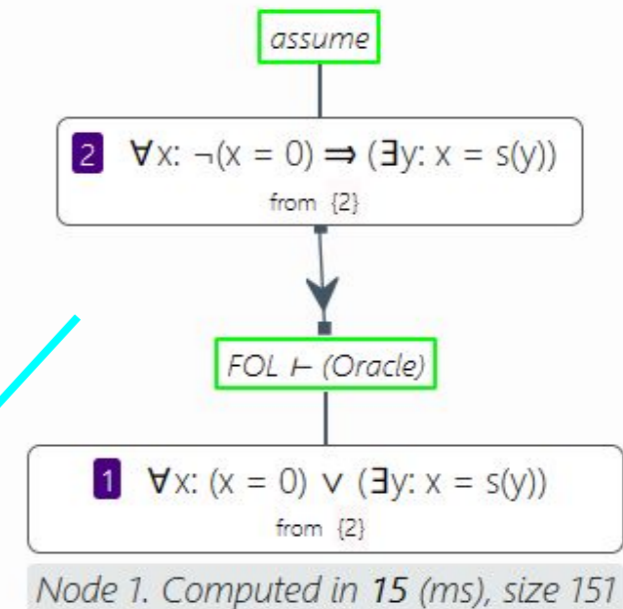 assume
2 ∀x: ¬(x = 0) ⇒ (∃y: x = s(y))
from {2}
FOL ⊢ (Oracle)
1 ∀x: (x = 0) ∨ (∃y: x = s(y))
from {2}
Node 1. Computed in 15 (ms), size 151